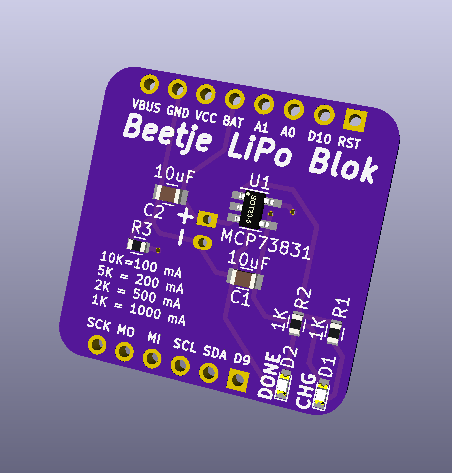 VBUS GND VCC BAT A1 A0 D10 RST
Beetje LiPo Blok
10uF
U1
C2
+
-
MCP73831
R3
10K=100 mA
5K = 200 mA
2K = 500 mA
1K = 1000 mA
10uF
C1
1K R2
1K R1
SCK MO MI SCL SDA D9
DONE D2
CHG D1